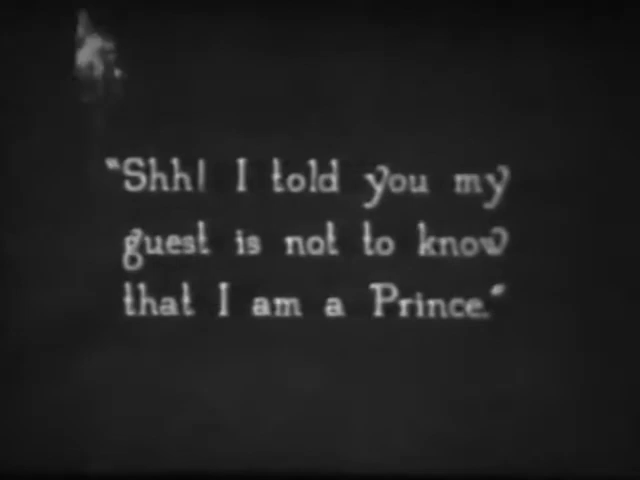 "Shh! I told you my
guest is not to know
that I am a Prince."